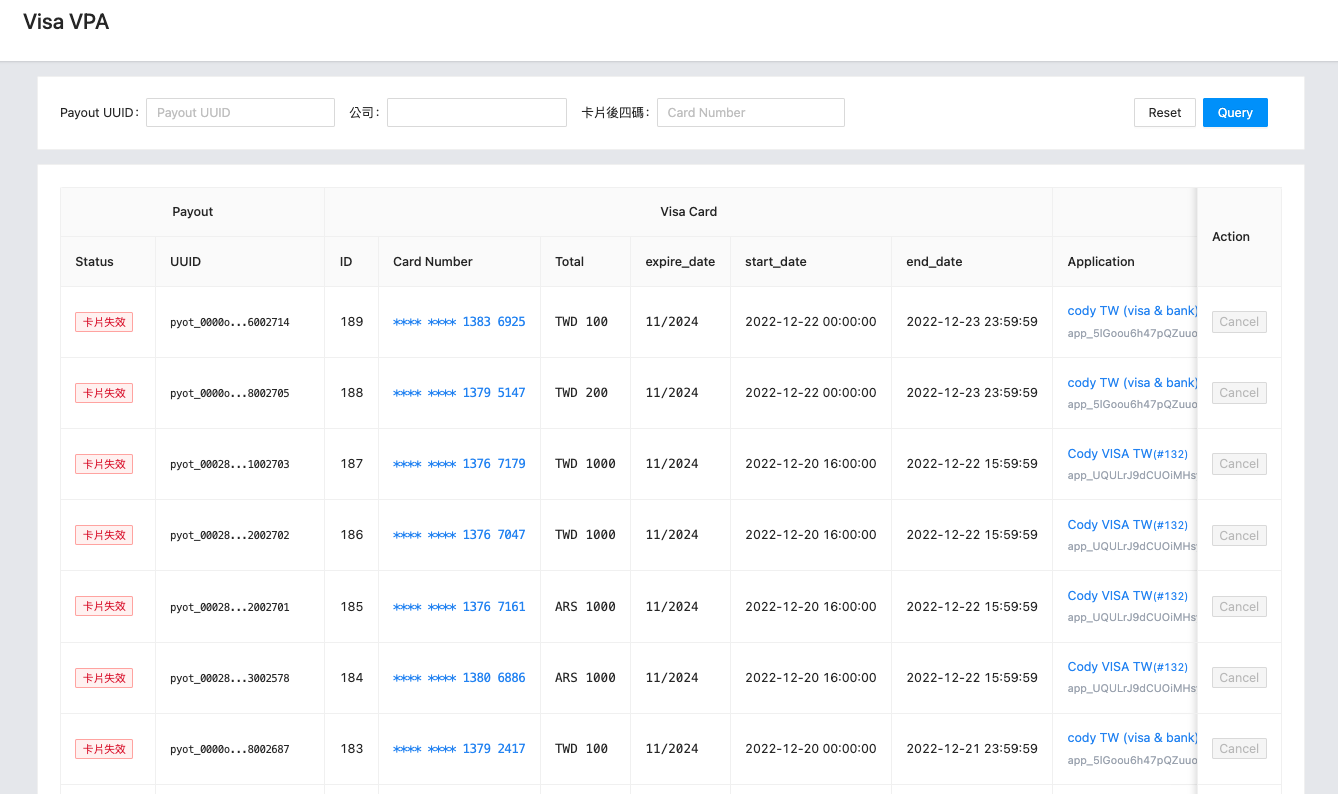 Visa VPA
Payout UUID: Payout UUID 公司: 卡片後四碼: Card Number Reset Query
Payout Visa Card Action
Status UUID ID Card Number Total expire_date start_date end_date Application
卡片失效 pyot_0000o...6002714 189 **** **** 1383 6925 TWD 100 11/2024 2022-12-22 00:00:00 2022-12-23 23:59:59 cody TW (visa & bank) Cancel
app_5IGoou6h47pQZuuo
卡片失效 pyot_0000o...8002705 188 **** **** 1379 5147 TWD 200 11/2024 2022-12-22 00:00:00 2022-12-23 23:59:59 cody TW (visa & bank) Cancel
app_5IGoou6h47pQZuuo
卡片失效 pyot_00028...1002703 187 **** **** 1376 7179 TWD 1000 11/2024 2022-12-20 16:00:00 2022-12-22 15:59:59 Cody VISA TW(#132) Cancel
app_UQULrJ9dCUOiMHs
卡片失效 pyot_00028...2002702 186 **** **** 1376 7047 TWD 1000 11/2024 2022-12-20 16:00:00 2022-12-22 15:59:59 Cody VISA TW(#132) Cancel
app_UQULrJ9dCUOiMHs
卡片失效 pyot_00028...2002701 185 **** **** 1376 7161 ARS 1000 11/2024 2022-12-20 16:00:00 2022-12-22 15:59:59 Cody VISA TW(#132) Cancel
app_UQULrJ9dCUOiMHs
卡片失效 pyot_00028...3002578 184 **** **** 1380 6886 ARS 1000 11/2024 2022-12-20 16:00:00 2022-12-22 15:59:59 Cody VISA TW(#132) Cancel
app_UQULrJ9dCUOiMHs
卡片失效 pyot_0000o...8002687 183 **** **** 1379 2417 TWD 100 11/2024 2022-12-20 00:00:00 2022-12-21 23:59:59 cody TW (visa & bank) Cancel
app_5IGoou6h47pQZuuo